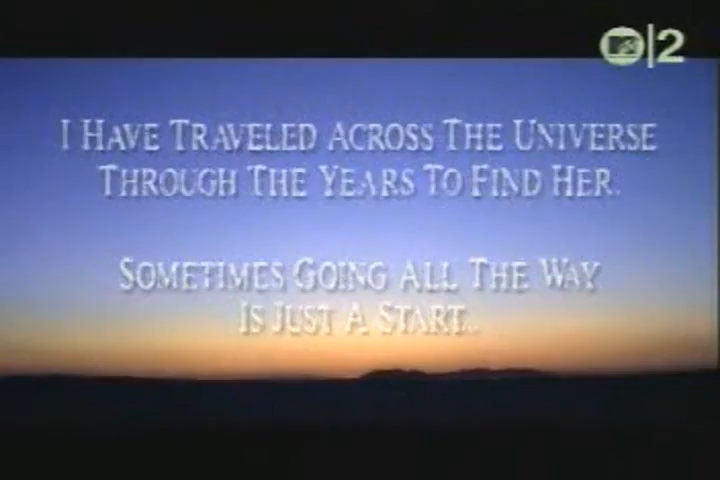 I HAVE TRAVELED ACROSS THE UNIVERSE
THROUGH THE YEARS TO FIND HER.
SOMETIMES GOING ALL THE WAY
IS JUST A START..
2